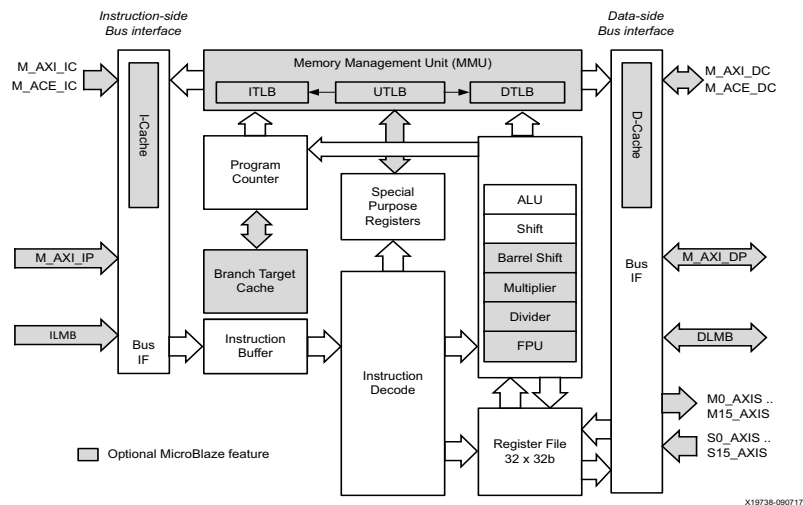 Instruction-side
Bus interface
Data-side
Bus interface
Memory Management Unit (MMU)
ITLB
UTLB
DTLB
M_AXI_IC
M_ACE_IC
I-Cache
D-Cache
M_AXI_DC
M_ACE_DC
Program
Counter
Special
Purpose
Registers
ALU
Shift
Barrel Shift
Multiplier
Divider
FPU
M_AXI_IP
Branch Target
Cache
Bus
IF
M_AXI_DP
ILMB
Bus
IF
Instruction
Buffer
Instruction
Decode
DLMB
Register File
32 x 32b
M0_AXIS ..
M15_AXIS
S0_AXIS ..
S15_AXIS
Optional MicroBlaze feature
X19738-090717